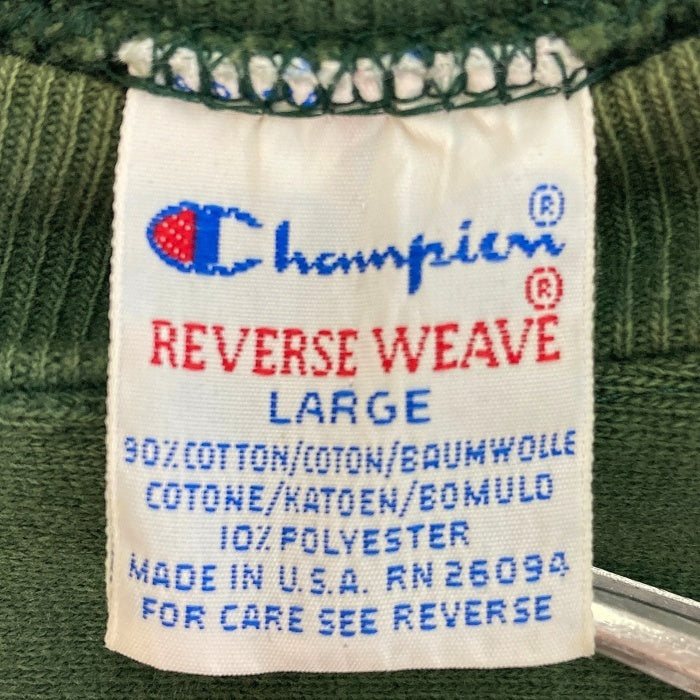 Champion®
REVERSE WEAVE®
LARGE
90% COTTON/COTON/BAUMWOLLE
COTONE/KATOEN/BOMULD
10% POLYESTER
MADE IN U.S.A. RN 26094
FOR CARE SEE REVERSE